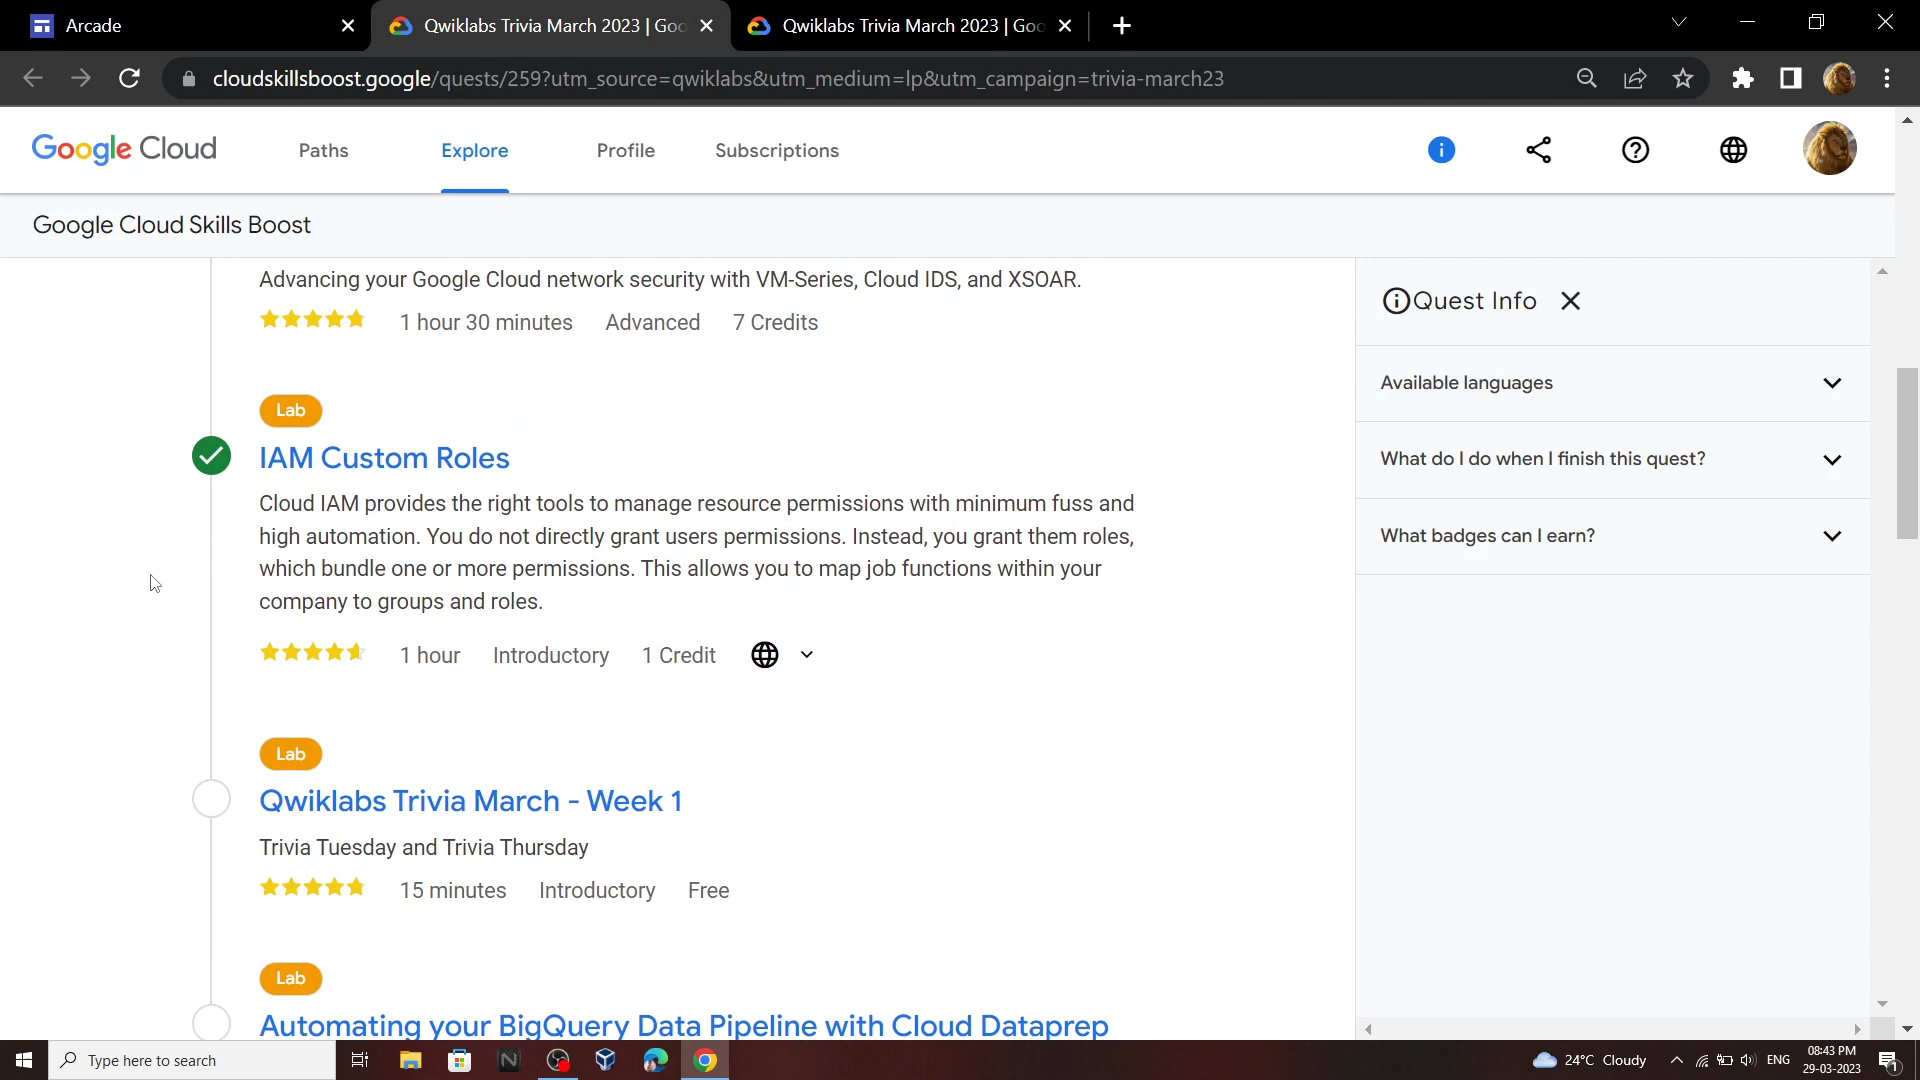 Arcade
Qwiklabs Trivia March 2023 | Goo
Qwiklabs Trivia March 2023 | Goo
cloudskillsboost.google/quests/259?utm_source=qwiklabs&utm_medium=lp&utm_campaign=trivia-march23
Google Cloud
Paths
Explore
Profile
Subscriptions
Google Cloud Skills Boost
Advancing your Google Cloud network security with VM-Series, Cloud IDS, and XSOAR.
1 hour 30 minutes Advanced 7 Credits
Lab
IAM Custom Roles
Cloud IAM provides the right tools to manage resource permissions with minimum fuss and
high automation. You do not directly grant users permissions. Instead, you grant them roles,
which bundle one or more permissions. This allows you to map job functions within your
company to groups and roles.
1 hour Introductory 1 Credit
Lab
Qwiklabs Trivia March - Week 1
Trivia Tuesday and Trivia Thursday
15 minutes Introductory Free
Lab
Automating your BigQuery Data Pipeline with Cloud Dataprep
Quest Info
Available languages
What do I do when I finish this quest?
What badges can I earn?
Type here to search
24°C Cloudy
ENG
08:43 PM
29-03-2023
1